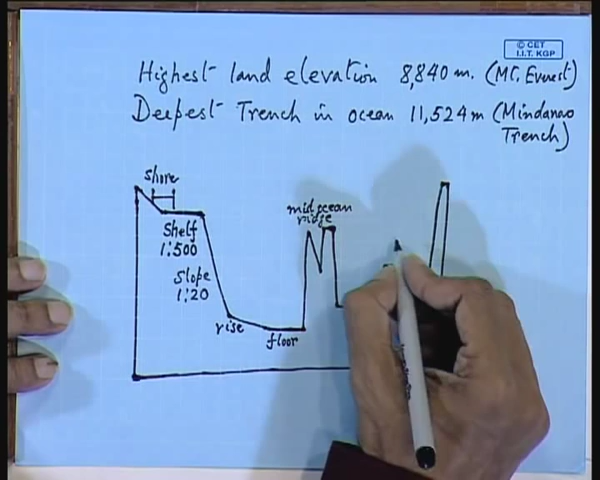 © CET
I.I.T. KGP
Highest land elevation 8,840 m. (Mt. Everest)
Deepest Trench in ocean 11,524 m (Mindanao
Trench)
shore
mid ocean
ridge
Shelf
1:500
Slope
1:20
rise
floor